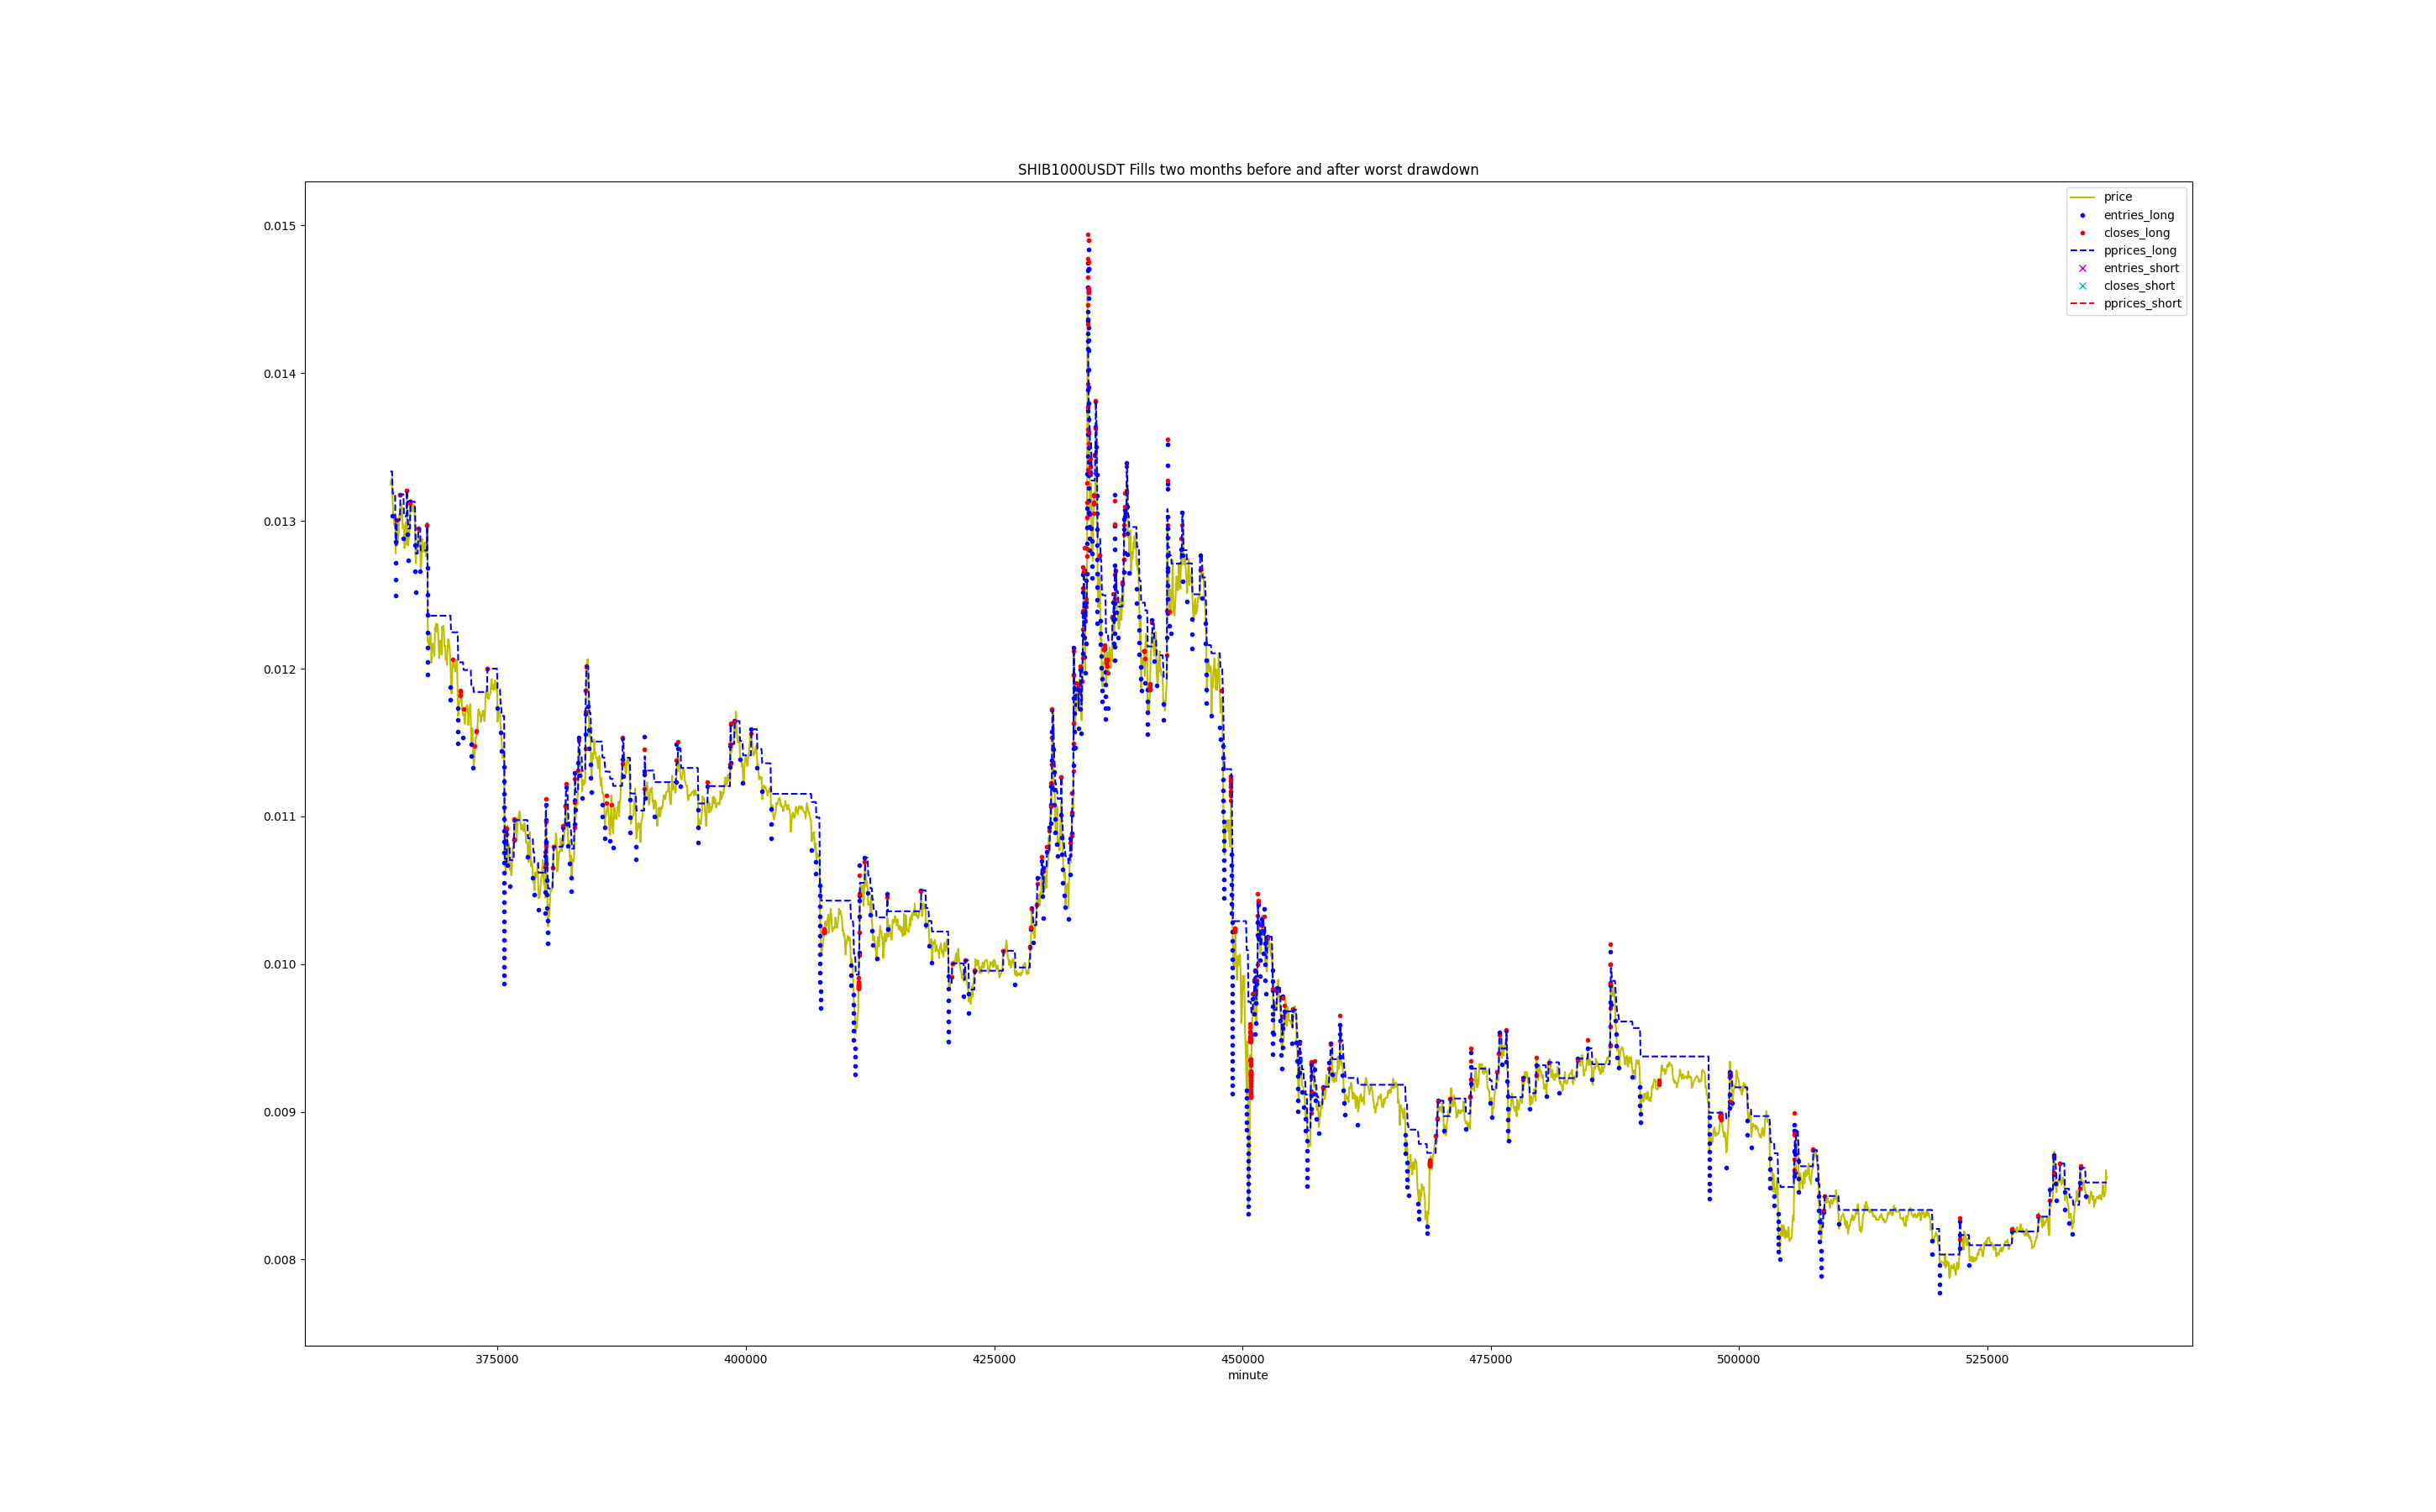 SHIB1000USDT Fills two months before and after worst drawdown
price
entries_long
closes_long
pprices_long
entries_short
closes_short
pprices_short
0.015
0.014
0.013
0.012
0.011
0.010
0.009
0.008
375000 400000 425000 450000 475000 500000 525000
minute